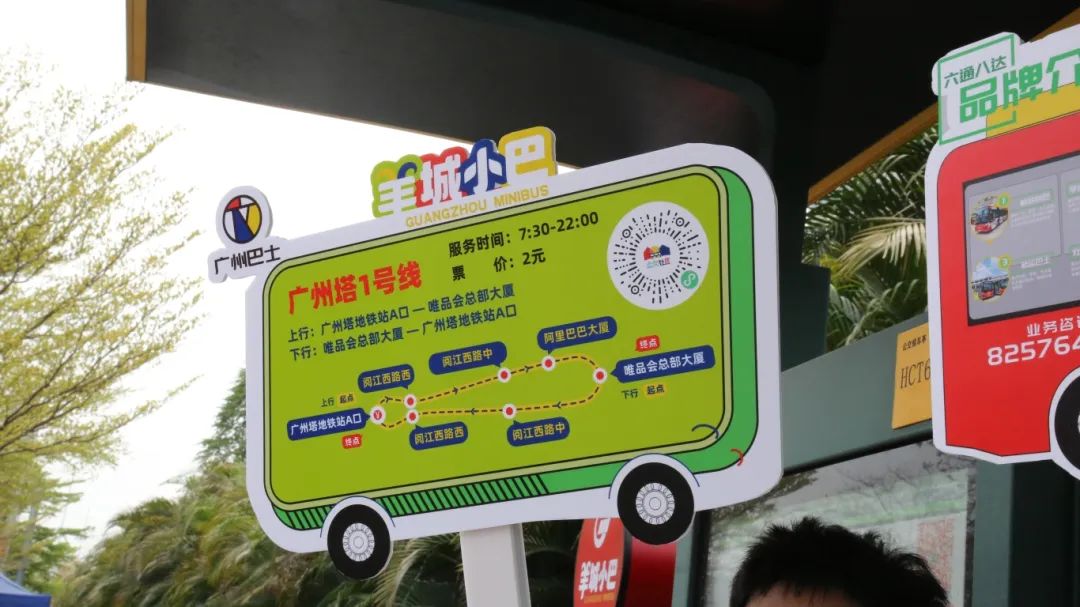 羊城小巴
GUANGZHOU MINIBUS
广州巴士
广州塔1号线
服务时间：7:30-22:00
票 价：2元
上行：广州塔地铁站A口 — 唯品会总部大厦
下行：唯品会总部大厦 — 广州塔地铁站A口
阅江西路西
阅江西路中
阿里巴巴大厦
终点
唯品会总部大厦
下行 起点
上行 起点
广州塔地铁站A口
终点
阅江西路西
阅江西路中
六通八达
品牌介
1
3
业务咨询
82576
HCT6
羊城小巴